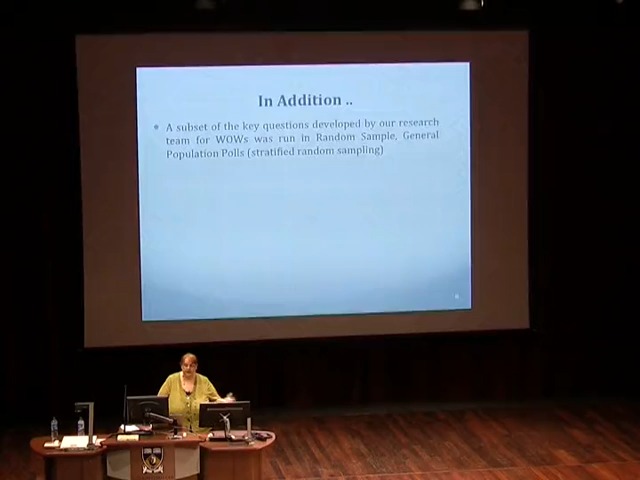 In Addition ..
• A subset of the key questions developed by our research
team for WOWs was run in Random Sample, General
Population Polls (stratified random sampling)